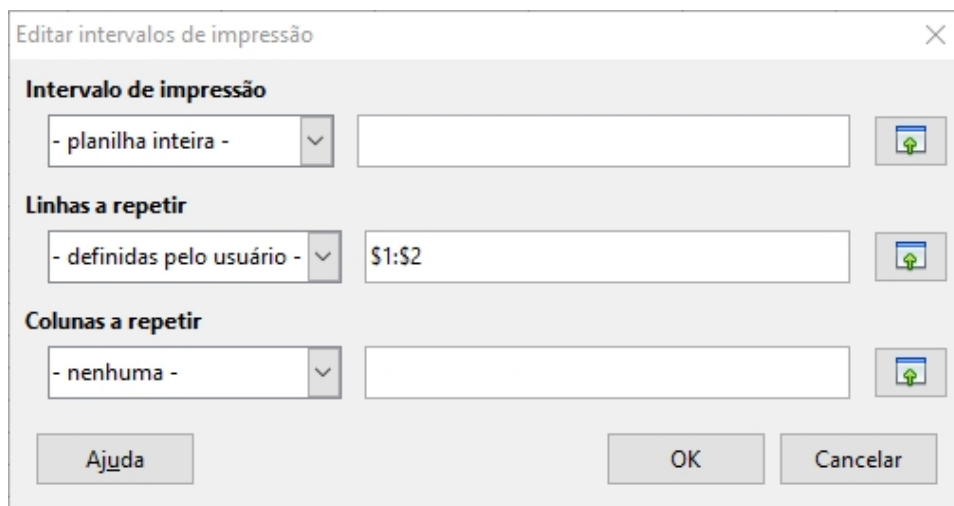 Editar intervalos de impressão
Intervalo de impressão
- planilha inteira -
Linhas a repetir
- definidas pelo usuário -
$1:$2
Colunas a repetir
- nenhuma -
Ajuda
OK
Cancelar